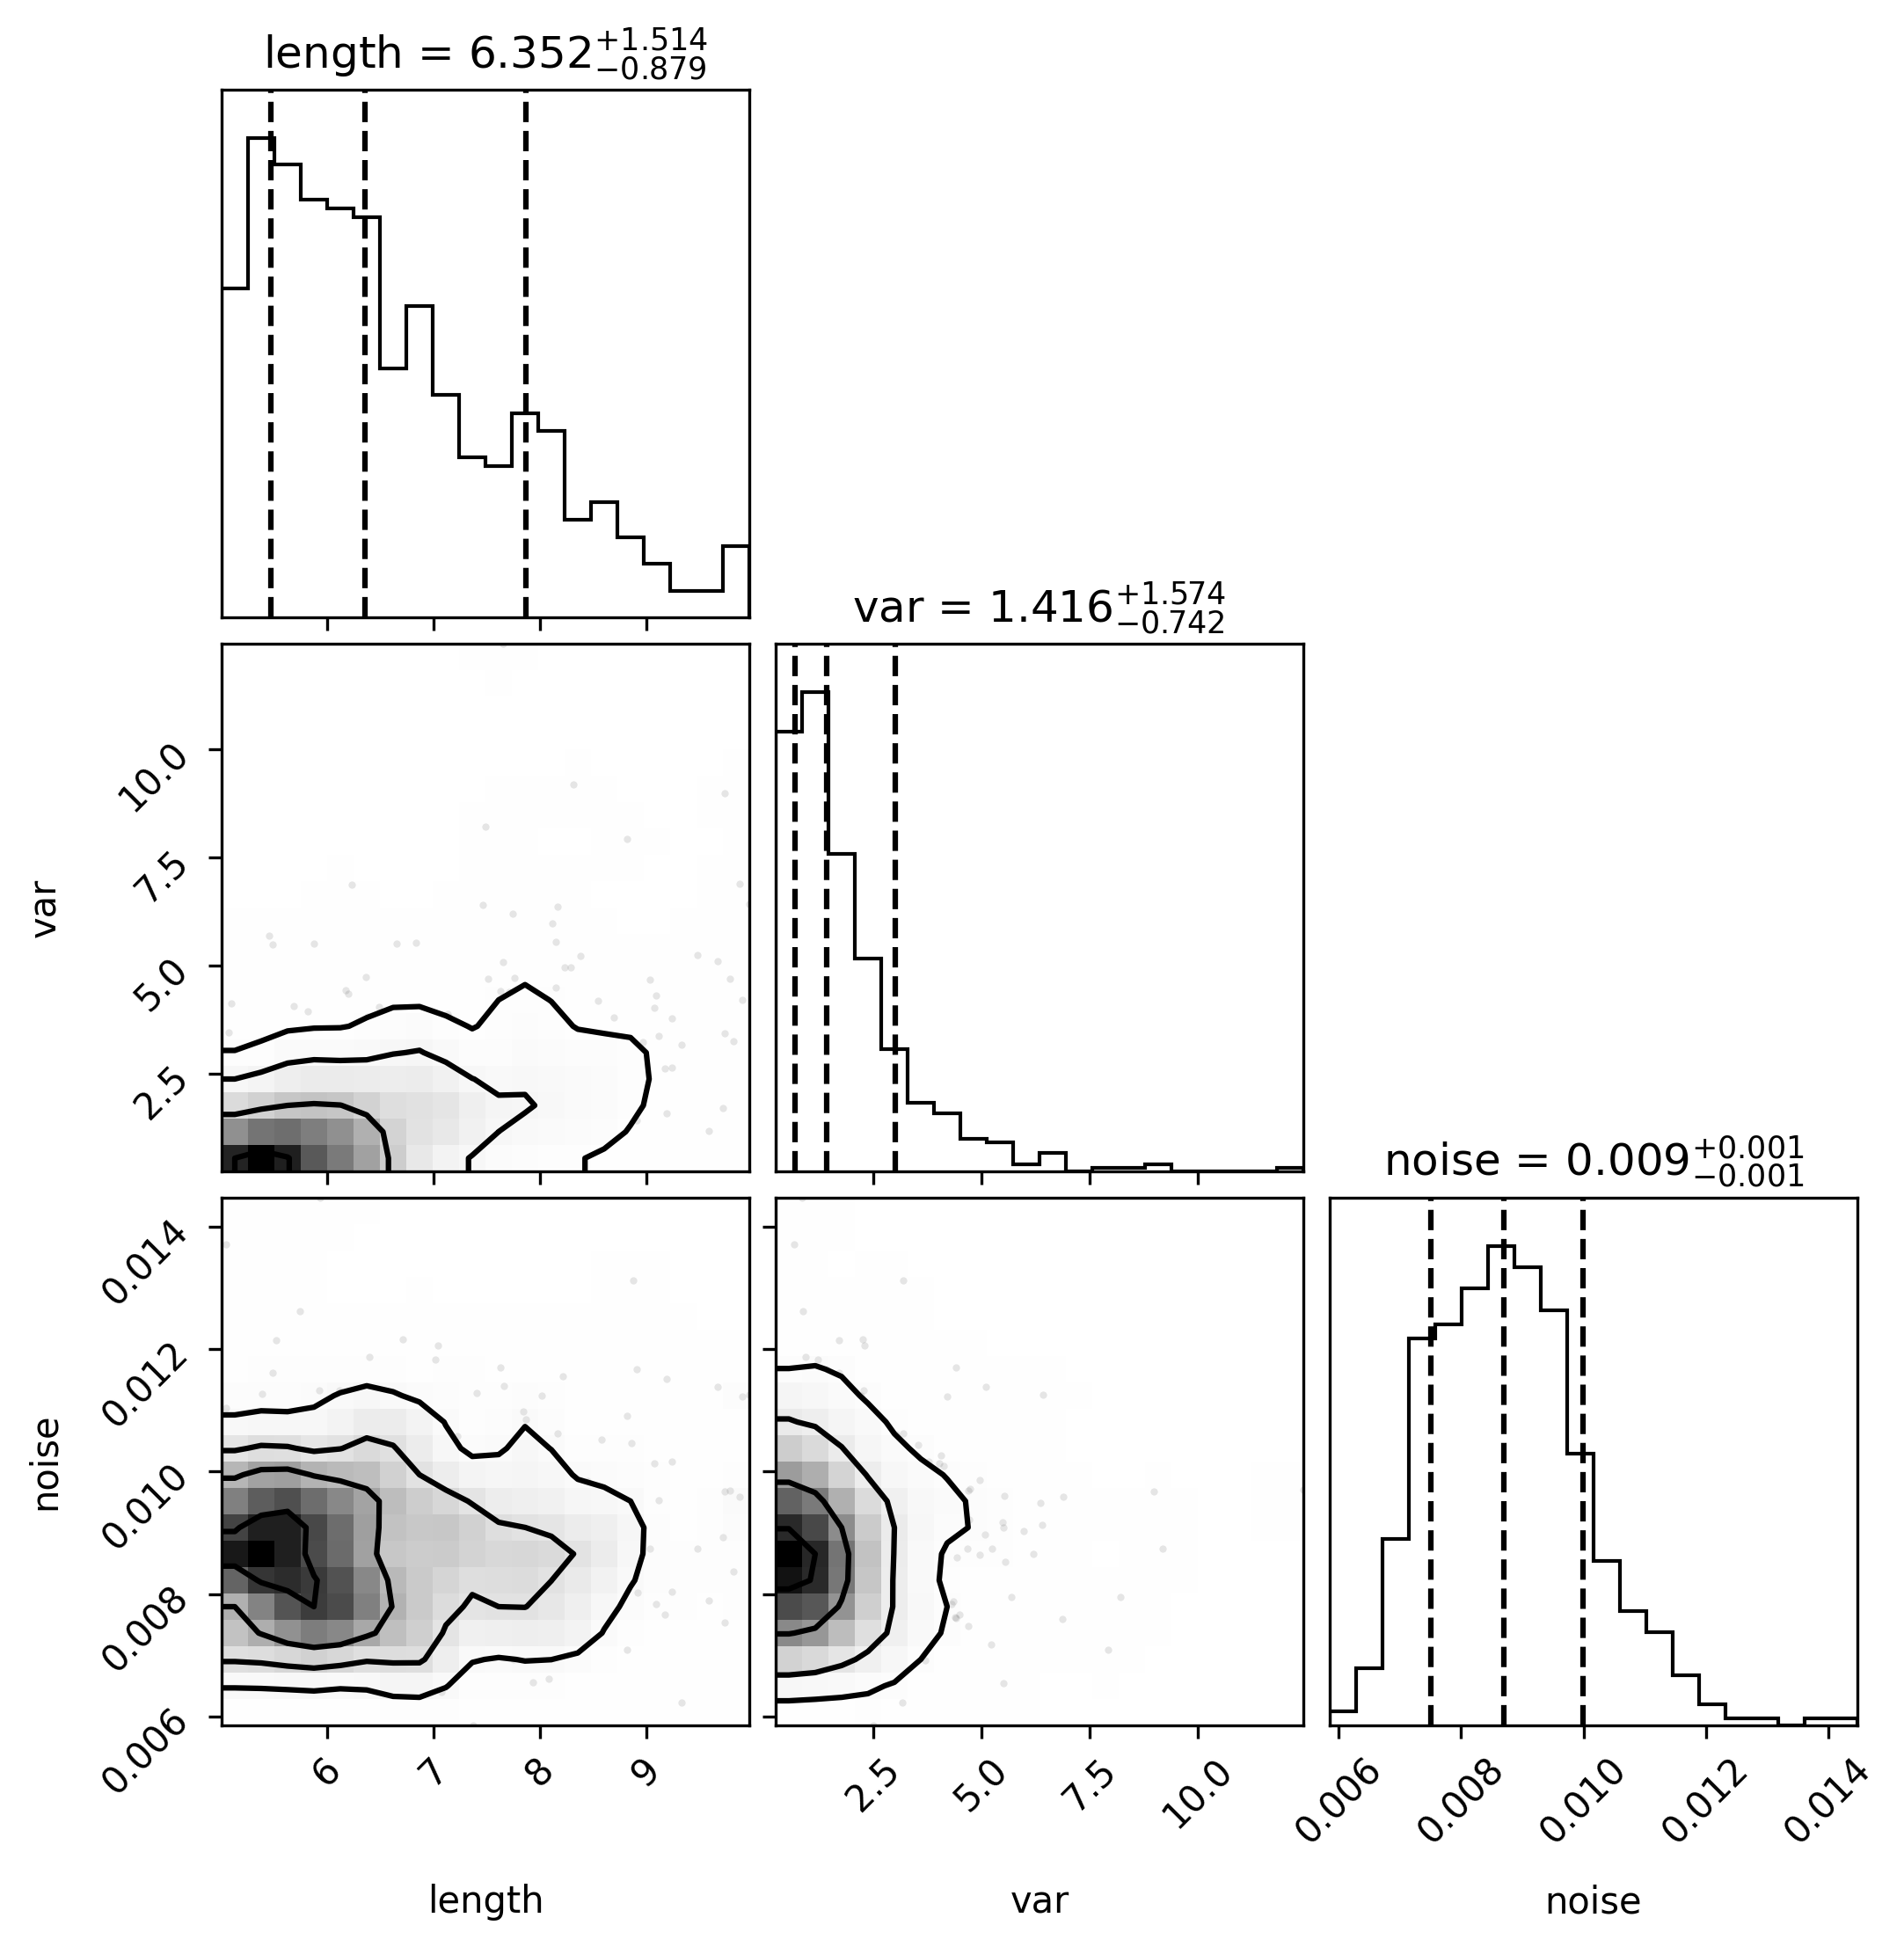 length = 6.352 +1.514 −0.879
var = 1.416 +1.574 −0.742
10.0
7.5
5.0
2.5
var
noise = 0.009 +0.001 −0.001
0.014
0.012
0.010
0.008
0.006
noise
6 7 8 9
2.5 5.0 7.5 10.0
0.006 0.008 0.010 0.012 0.014
length var noise